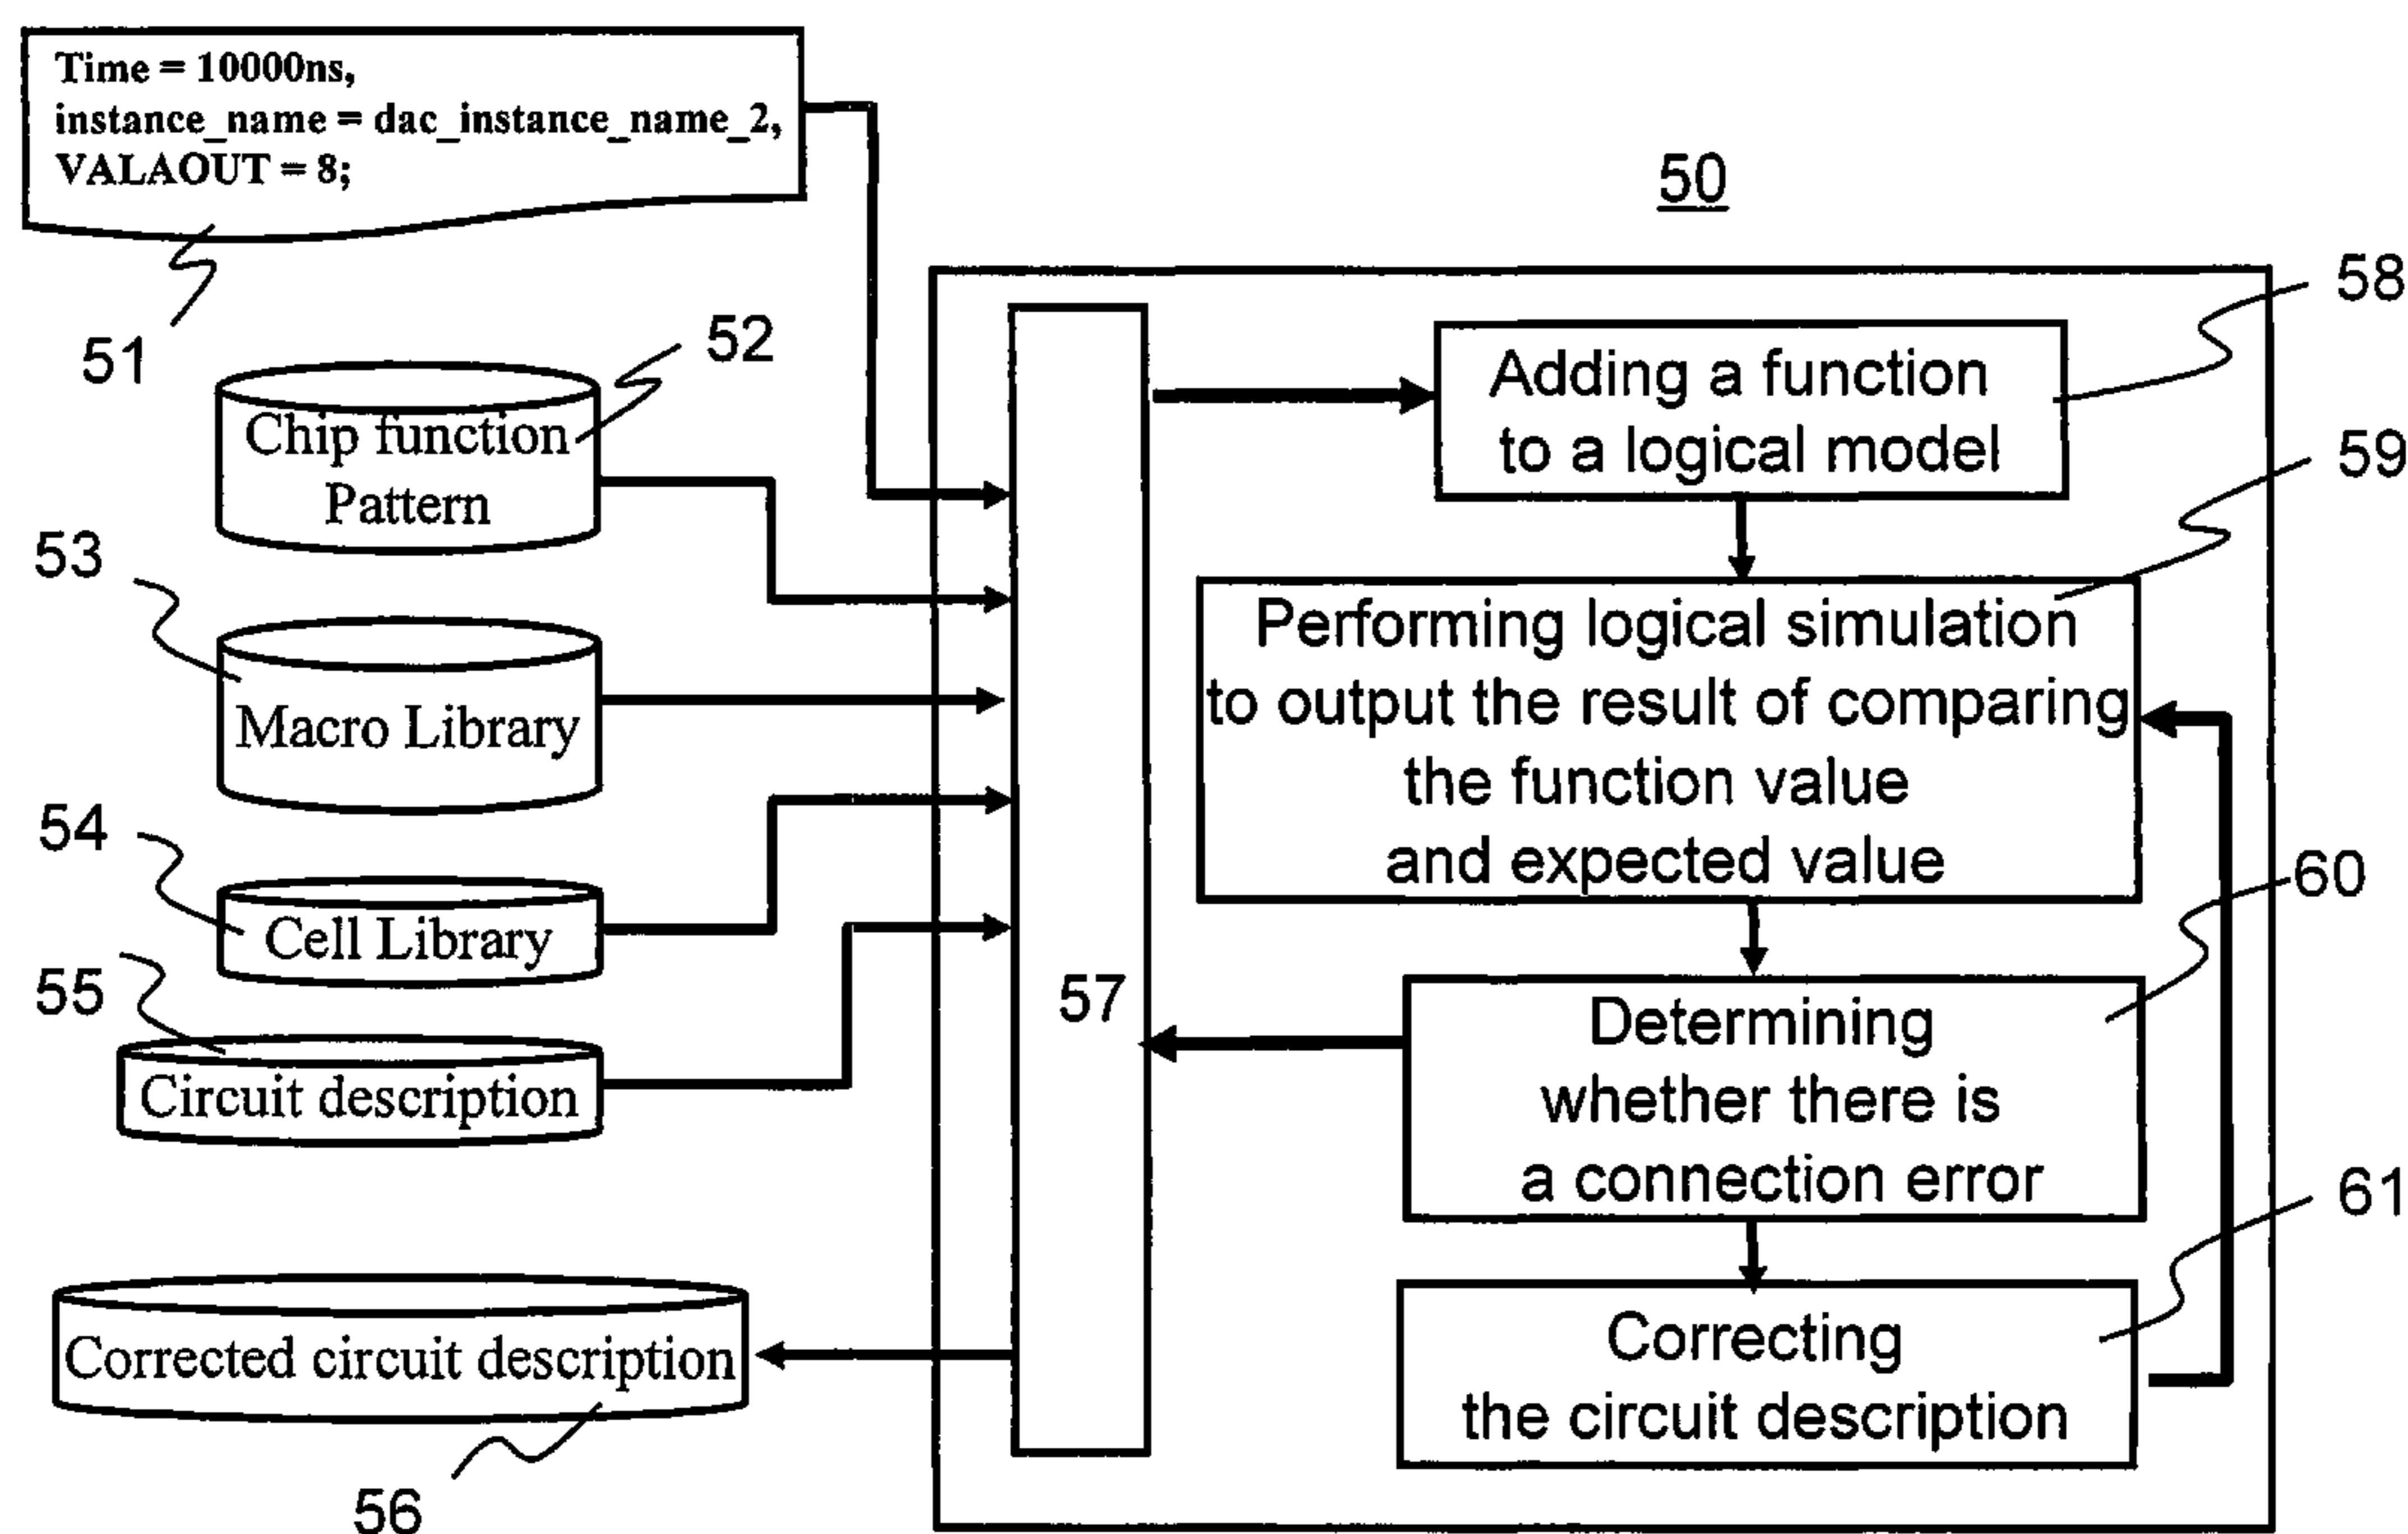 Time = 10000ns,
instance_name = dac_instance_name_2,
VALAOUT = 8;
51
50
Chip function
Pattern
52
53
Macro Library
54
Cell Library
55
Circuit description
Corrected circuit description
56
57
58
Adding a function
to a logical model
59
Performing logical simulation
to output the result of comparing
the function value
and expected value
60
Determining
whether there is
a connection error
61
Correcting
the circuit description